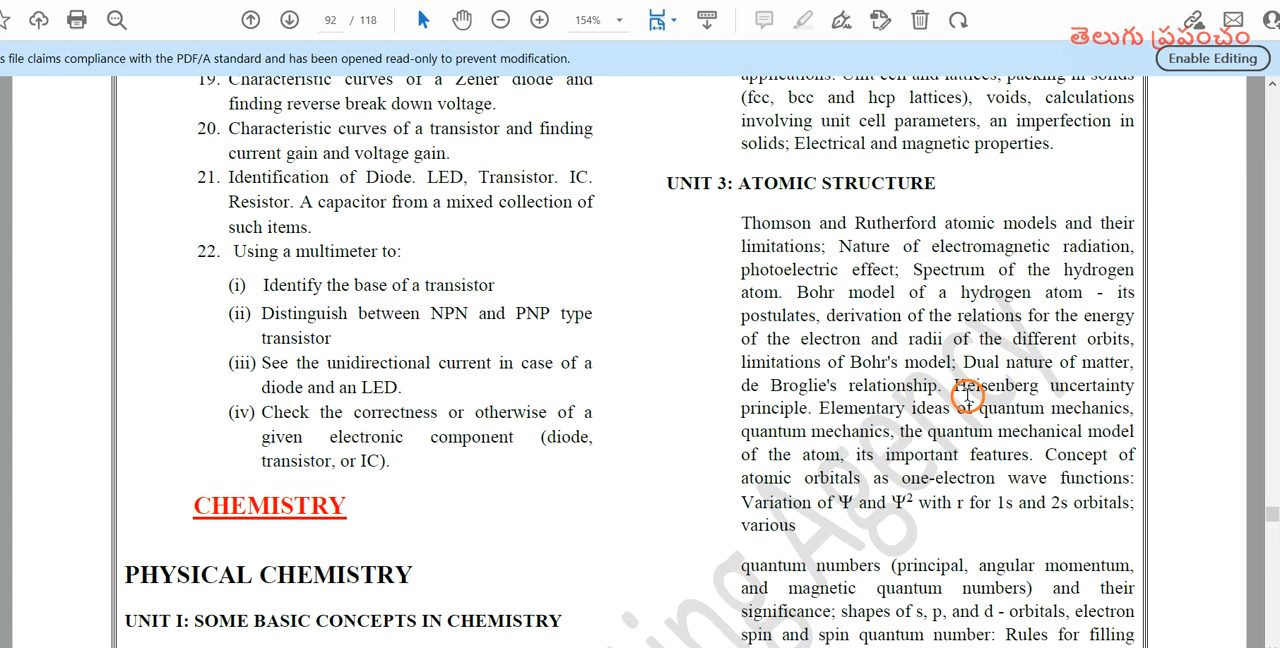 92 / 118
154%
తెలుగు ప్రపంచం
s file claims compliance with the PDF/A standard and has been opened read-only to prevent modification.
Enable Editing
19. Characteristic curves of a Zener diode and
finding reverse break down voltage.
20. Characteristic curves of a transistor and finding
current gain and voltage gain.
21. Identification of Diode. LED, Transistor. IC.
Resistor. A capacitor from a mixed collection of
such items.
22. Using a multimeter to:
(i) Identify the base of a transistor
(ii) Distinguish between NPN and PNP type
transistor
(iii) See the unidirectional current in case of a
diode and an LED.
(iv) Check the correctness or otherwise of a
given electronic component (diode,
transistor, or IC).
CHEMISTRY
PHYSICAL CHEMISTRY
UNIT I: SOME BASIC CONCEPTS IN CHEMISTRY
applications. Unit cell and lattices, packing in solids
(fcc, bcc and hcp lattices), voids, calculations
involving unit cell parameters, an imperfection in
solids; Electrical and magnetic properties.
UNIT 3: ATOMIC STRUCTURE
Thomson and Rutherford atomic models and their
limitations; Nature of electromagnetic radiation,
photoelectric effect; Spectrum of the hydrogen
atom. Bohr model of a hydrogen atom - its
postulates, derivation of the relations for the energy
of the electron and radii of the different orbits,
limitations of Bohr's model; Dual nature of matter,
de Broglie's relationship. Heisenberg uncertainty
principle. Elementary ideas of quantum mechanics,
quantum mechanics, the quantum mechanical model
of the atom, its important features. Concept of
atomic orbitals as one-electron wave functions:
Variation of Ψ and Ψ² with r for 1s and 2s orbitals;
various
quantum numbers (principal, angular momentum,
and magnetic quantum numbers) and their
significance; shapes of s, p, and d - orbitals, electron
spin and spin quantum number: Rules for filling
ing Agency